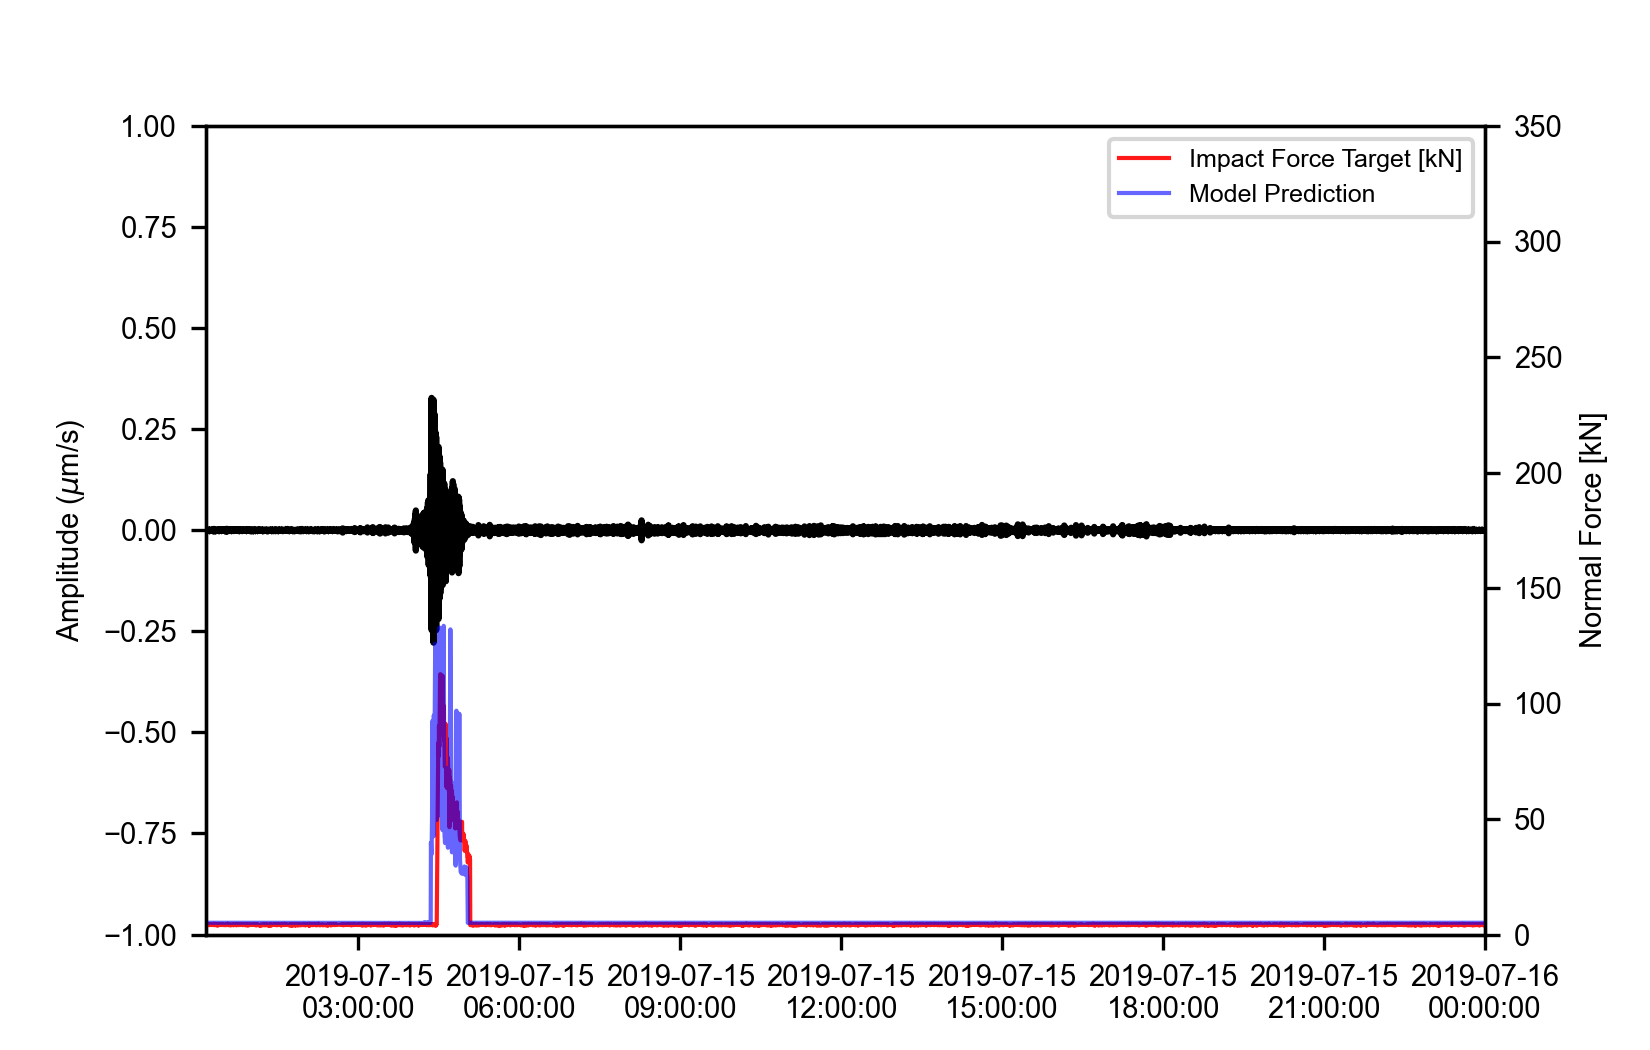 1.00
0.75
0.50
0.25
0.00
−0.25
−0.50
−0.75
−1.00
Amplitude (μm/s)
Impact Force Target [kN]
Model Prediction
350
300
250
200
150
100
50
0
Normal Force [kN]
2019-07-15 2019-07-15 2019-07-15 2019-07-15 2019-07-15 2019-07-15 2019-07-15 2019-07-16
03:00:00 06:00:00 09:00:00 12:00:00 15:00:00 18:00:00 21:00:00 00:00:00